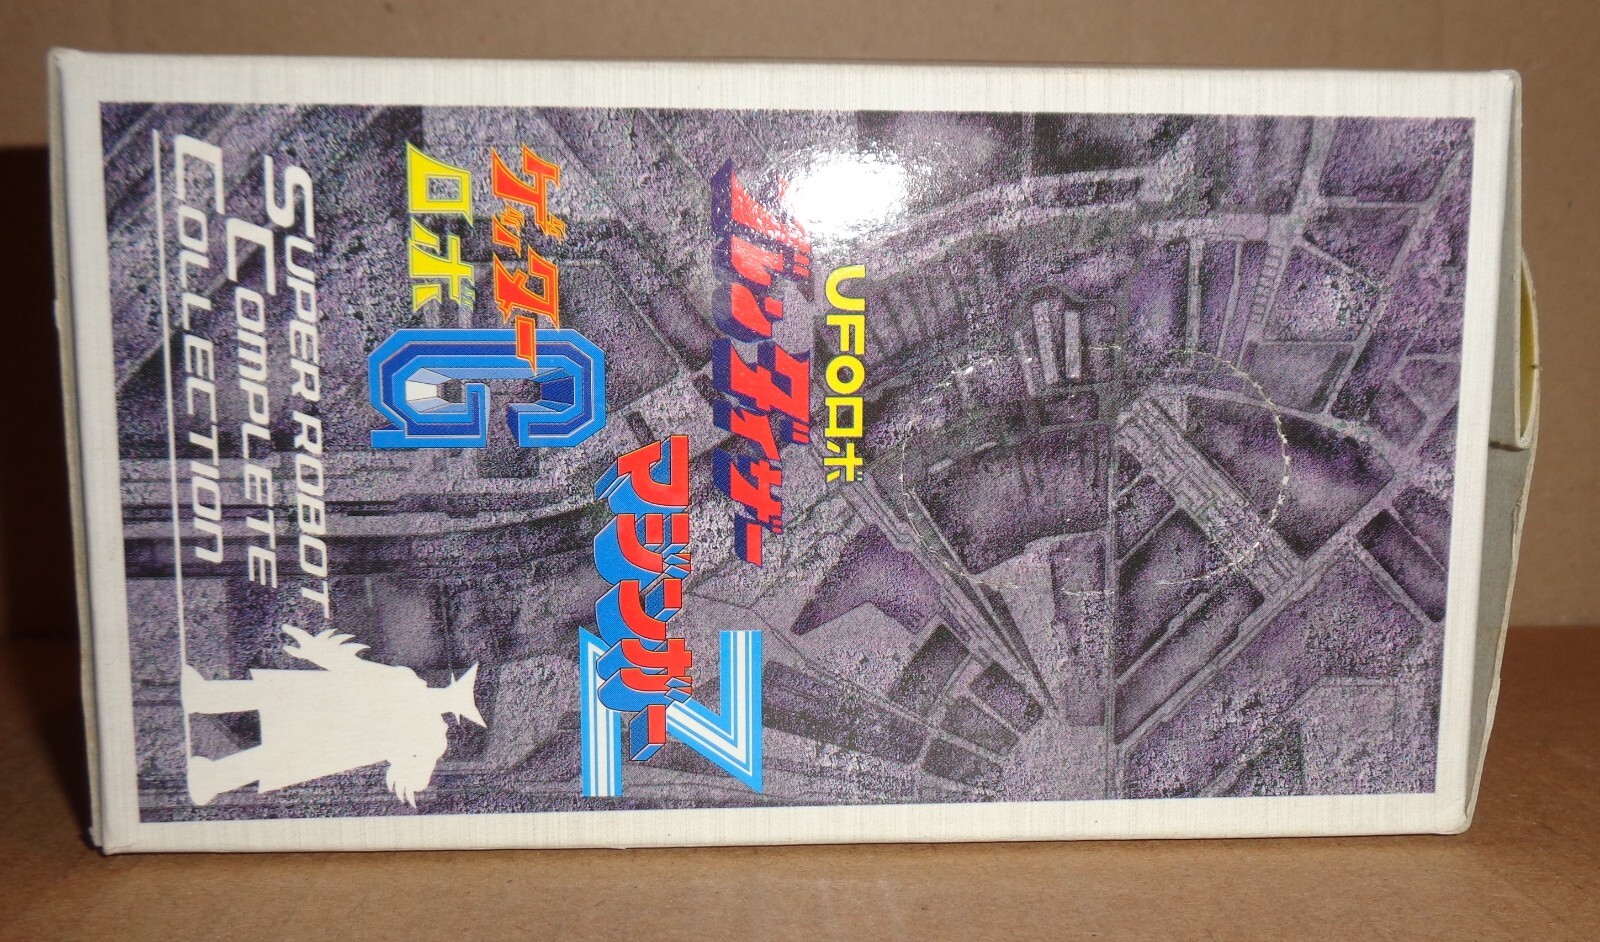 UFOロボ
グレンダイザー
マジンガーZ
ゲッター
ロボG
SUPER ROBOT
COMPLETE
COLLECTION